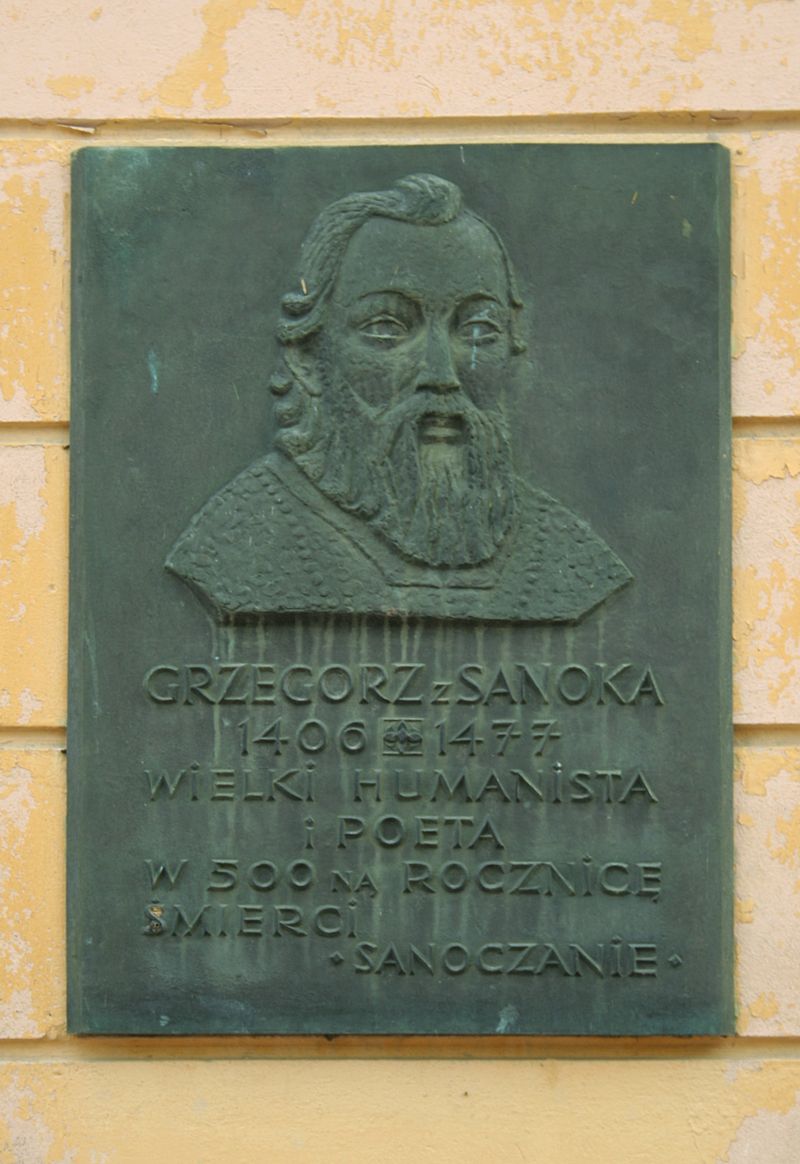 GRZEGORZ z SANOKA
1406 1477
WIELKI HUMANISTA
i POETA
W 500 NA ROCZNICĘ
ŚMIERCI
·SANOCZANIE·